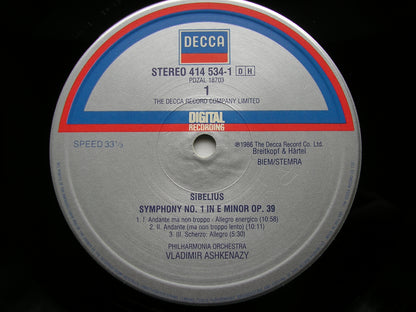 DECCA
STEREO 414 534-1 DH
PDZAL 18703
1
THE DECCA RECORD COMPANY LIMITED
DIGITAL
RECORDING
SPEED 33⅓
℗1986 The Decca Record Co. Ltd.
Breitkopf & Härtel
BIEM/STEMRA
SIBELIUS
SYMPHONY NO. 1 IN E MINOR OP. 39
1. I. Andante ma non troppo - Allegro energico (10:58)
2. II. Andante (ma non troppo lento) (10:11)
3. III. Scherzo: Allegro (5:30)
PHILHARMONIA ORCHESTRA
VLADIMIR ASHKENAZY